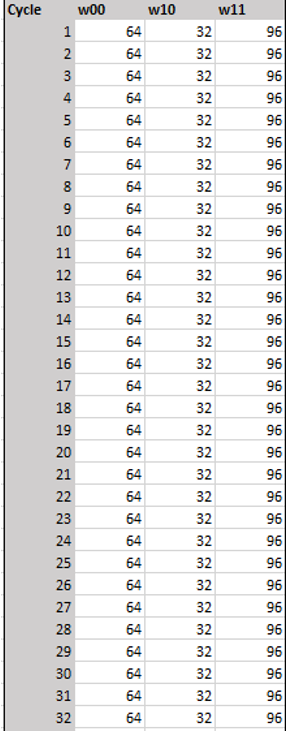 Cycle w00 w10 w11
1 64 32 96
2 64 32 96
3 64 32 96
4 64 32 96
5 64 32 96
6 64 32 96
7 64 32 96
8 64 32 96
9 64 32 96
10 64 32 96
11 64 32 96
12 64 32 96
13 64 32 96
14 64 32 96
15 64 32 96
16 64 32 96
17 64 32 96
18 64 32 96
19 64 32 96
20 64 32 96
21 64 32 96
22 64 32 96
23 64 32 96
24 64 32 96
25 64 32 96
26 64 32 96
27 64 32 96
28 64 32 96
29 64 32 96
30 64 32 96
31 64 32 96
32 64 32 96